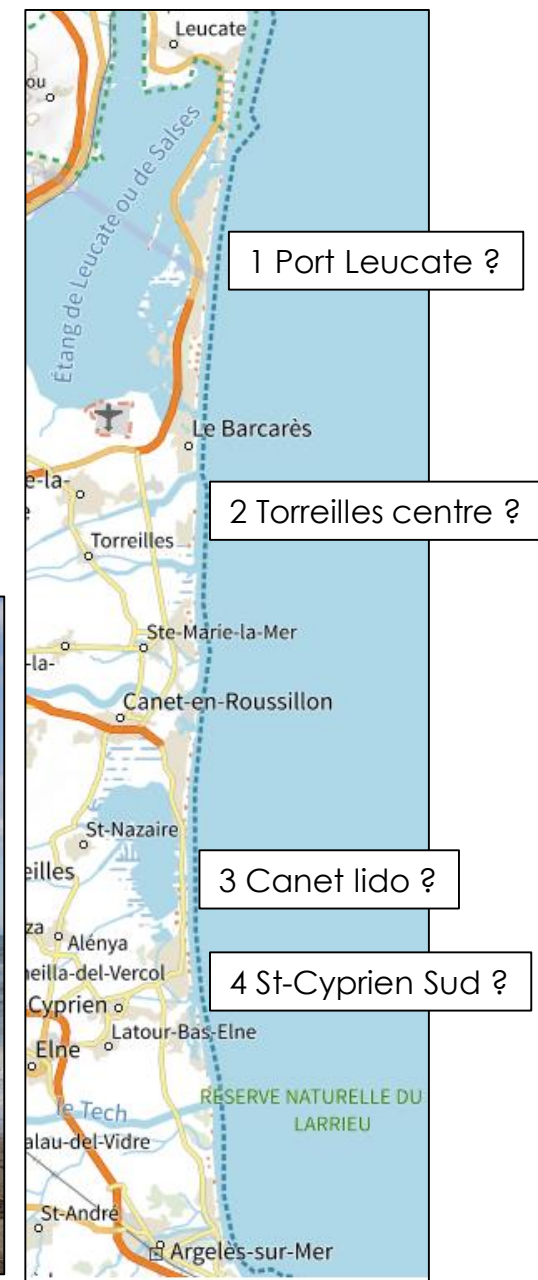 Leucate
ou
Étang de Leucate ou de Salses
1 Port Leucate ?
Le Barcarès
e-la-
2 Torreilles centre ?
Torreilles
Ste-Marie-la-Mer
-la-
Canet-en-Roussillon
St-Nazaire
eilles
3 Canet lido ?
za
Alénya
neilla-del-Vercol
4 St-Cyprien Sud ?
Cyprien
Latour-Bas-Elne
Elne
RÉSERVE NATURELLE DU
LARRIEU
le Tech
alau-del-Vidre
St-André
Argelès-sur-Mer